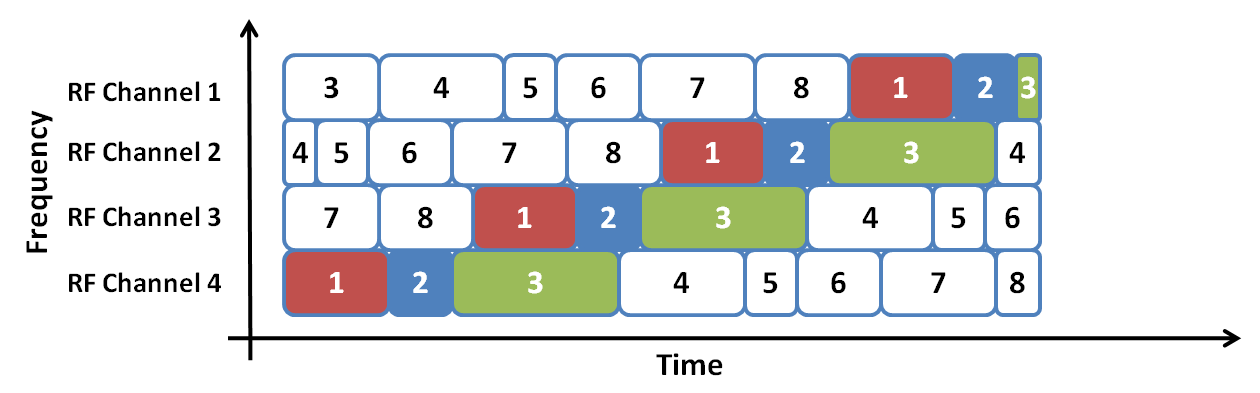 RF Channel 1 3 4 5 6 7 8 1 2 3
RF Channel 2 4 5 6 7 8 1 2 3 4
RF Channel 3 7 8 1 2 3 4 5 6
RF Channel 4 1 2 3 4 5 6 7 8
Frequency
Time